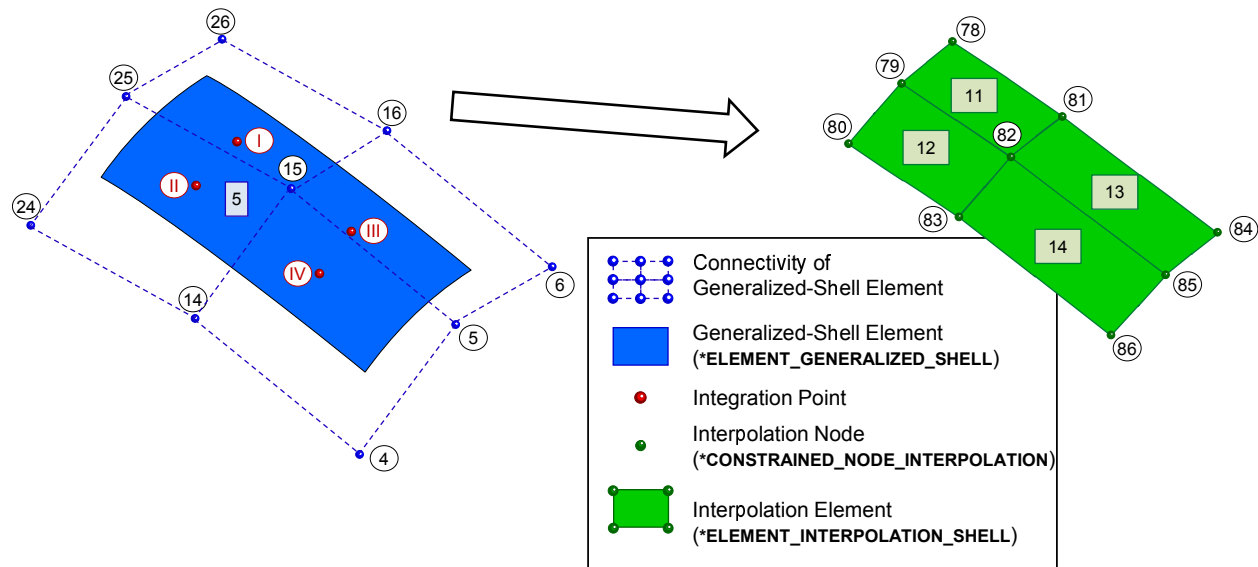 26
25
16
I
15
II
5
24
III
IV
14
6
5
4
78
79
11
81
80
12
82
13
83
84
14
85
86
Connectivity of
Generalized-Shell Element
Generalized-Shell Element
(*ELEMENT_GENERALIZED_SHELL)
Integration Point
Interpolation Node
(*CONSTRAINED_NODE_INTERPOLATION)
Interpolation Element
(*ELEMENT_INTERPOLATION_SHELL)